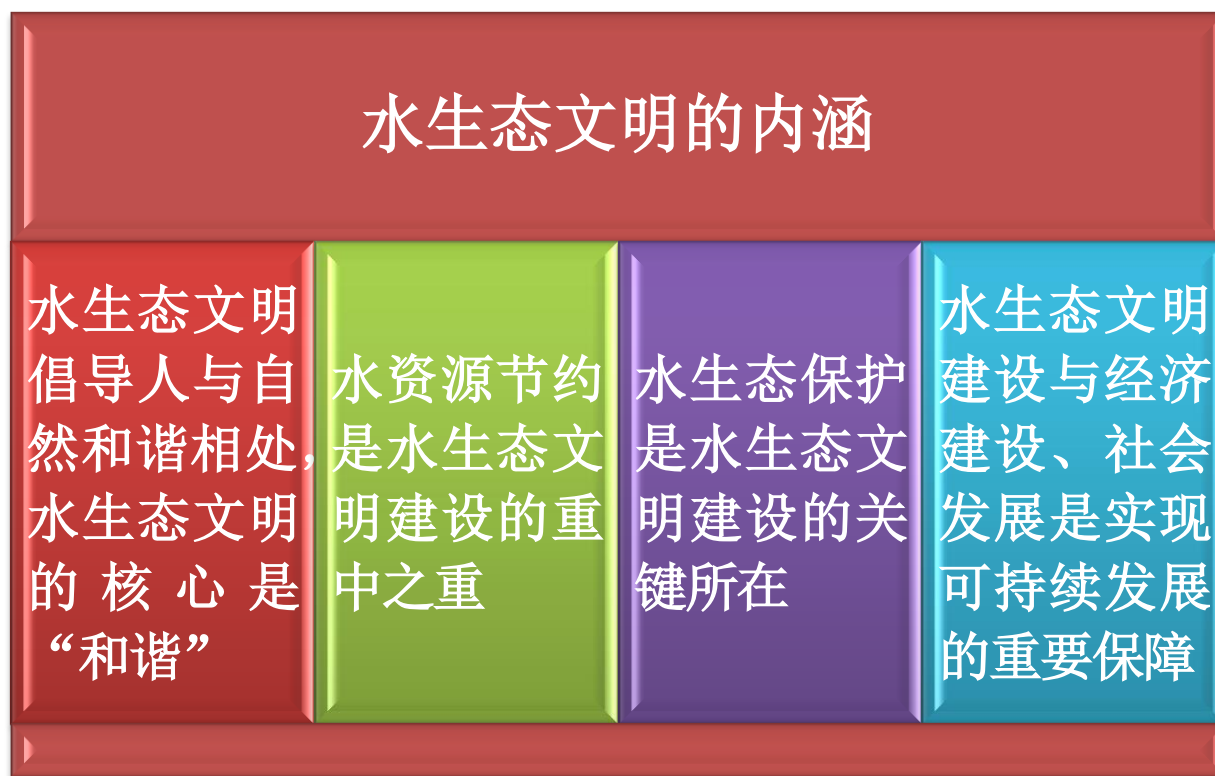 水生态文明的内涵
水生态文明
倡导人与自
然和谐相处，
水生态文明
的核心是
“和谐”
水资源节约
是水生态文
明建设的重
中之重
水生态保护
是水生态文
明建设的关
键所在
水生态文明
建设与经济
建设、社会
发展是实现
可持续发展
的重要保障